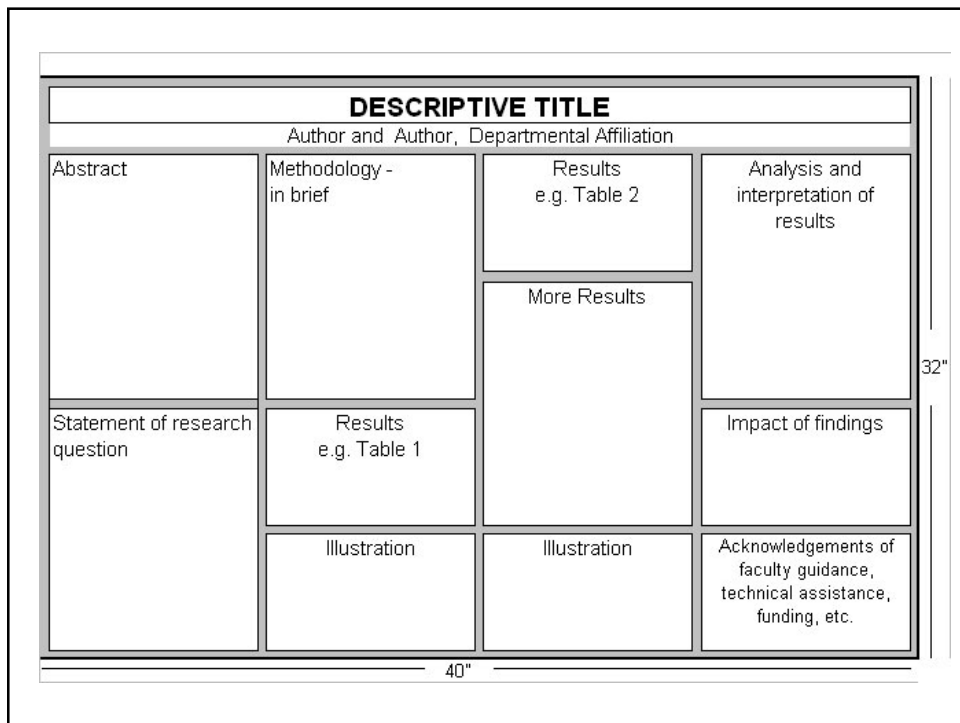 DESCRIPTIVE TITLE
Author and Author, Departmental Affiliation
Abstract
Statement of research
question
Methodology -
in brief
Results
e.g. Table 1
Illustration
Results
e.g. Table 2
More Results
Illustration
Analysis and
interpretation of
results
Impact of findings
Acknowledgements of
faculty guidance,
technical assistance,
funding, etc.
32"
40"